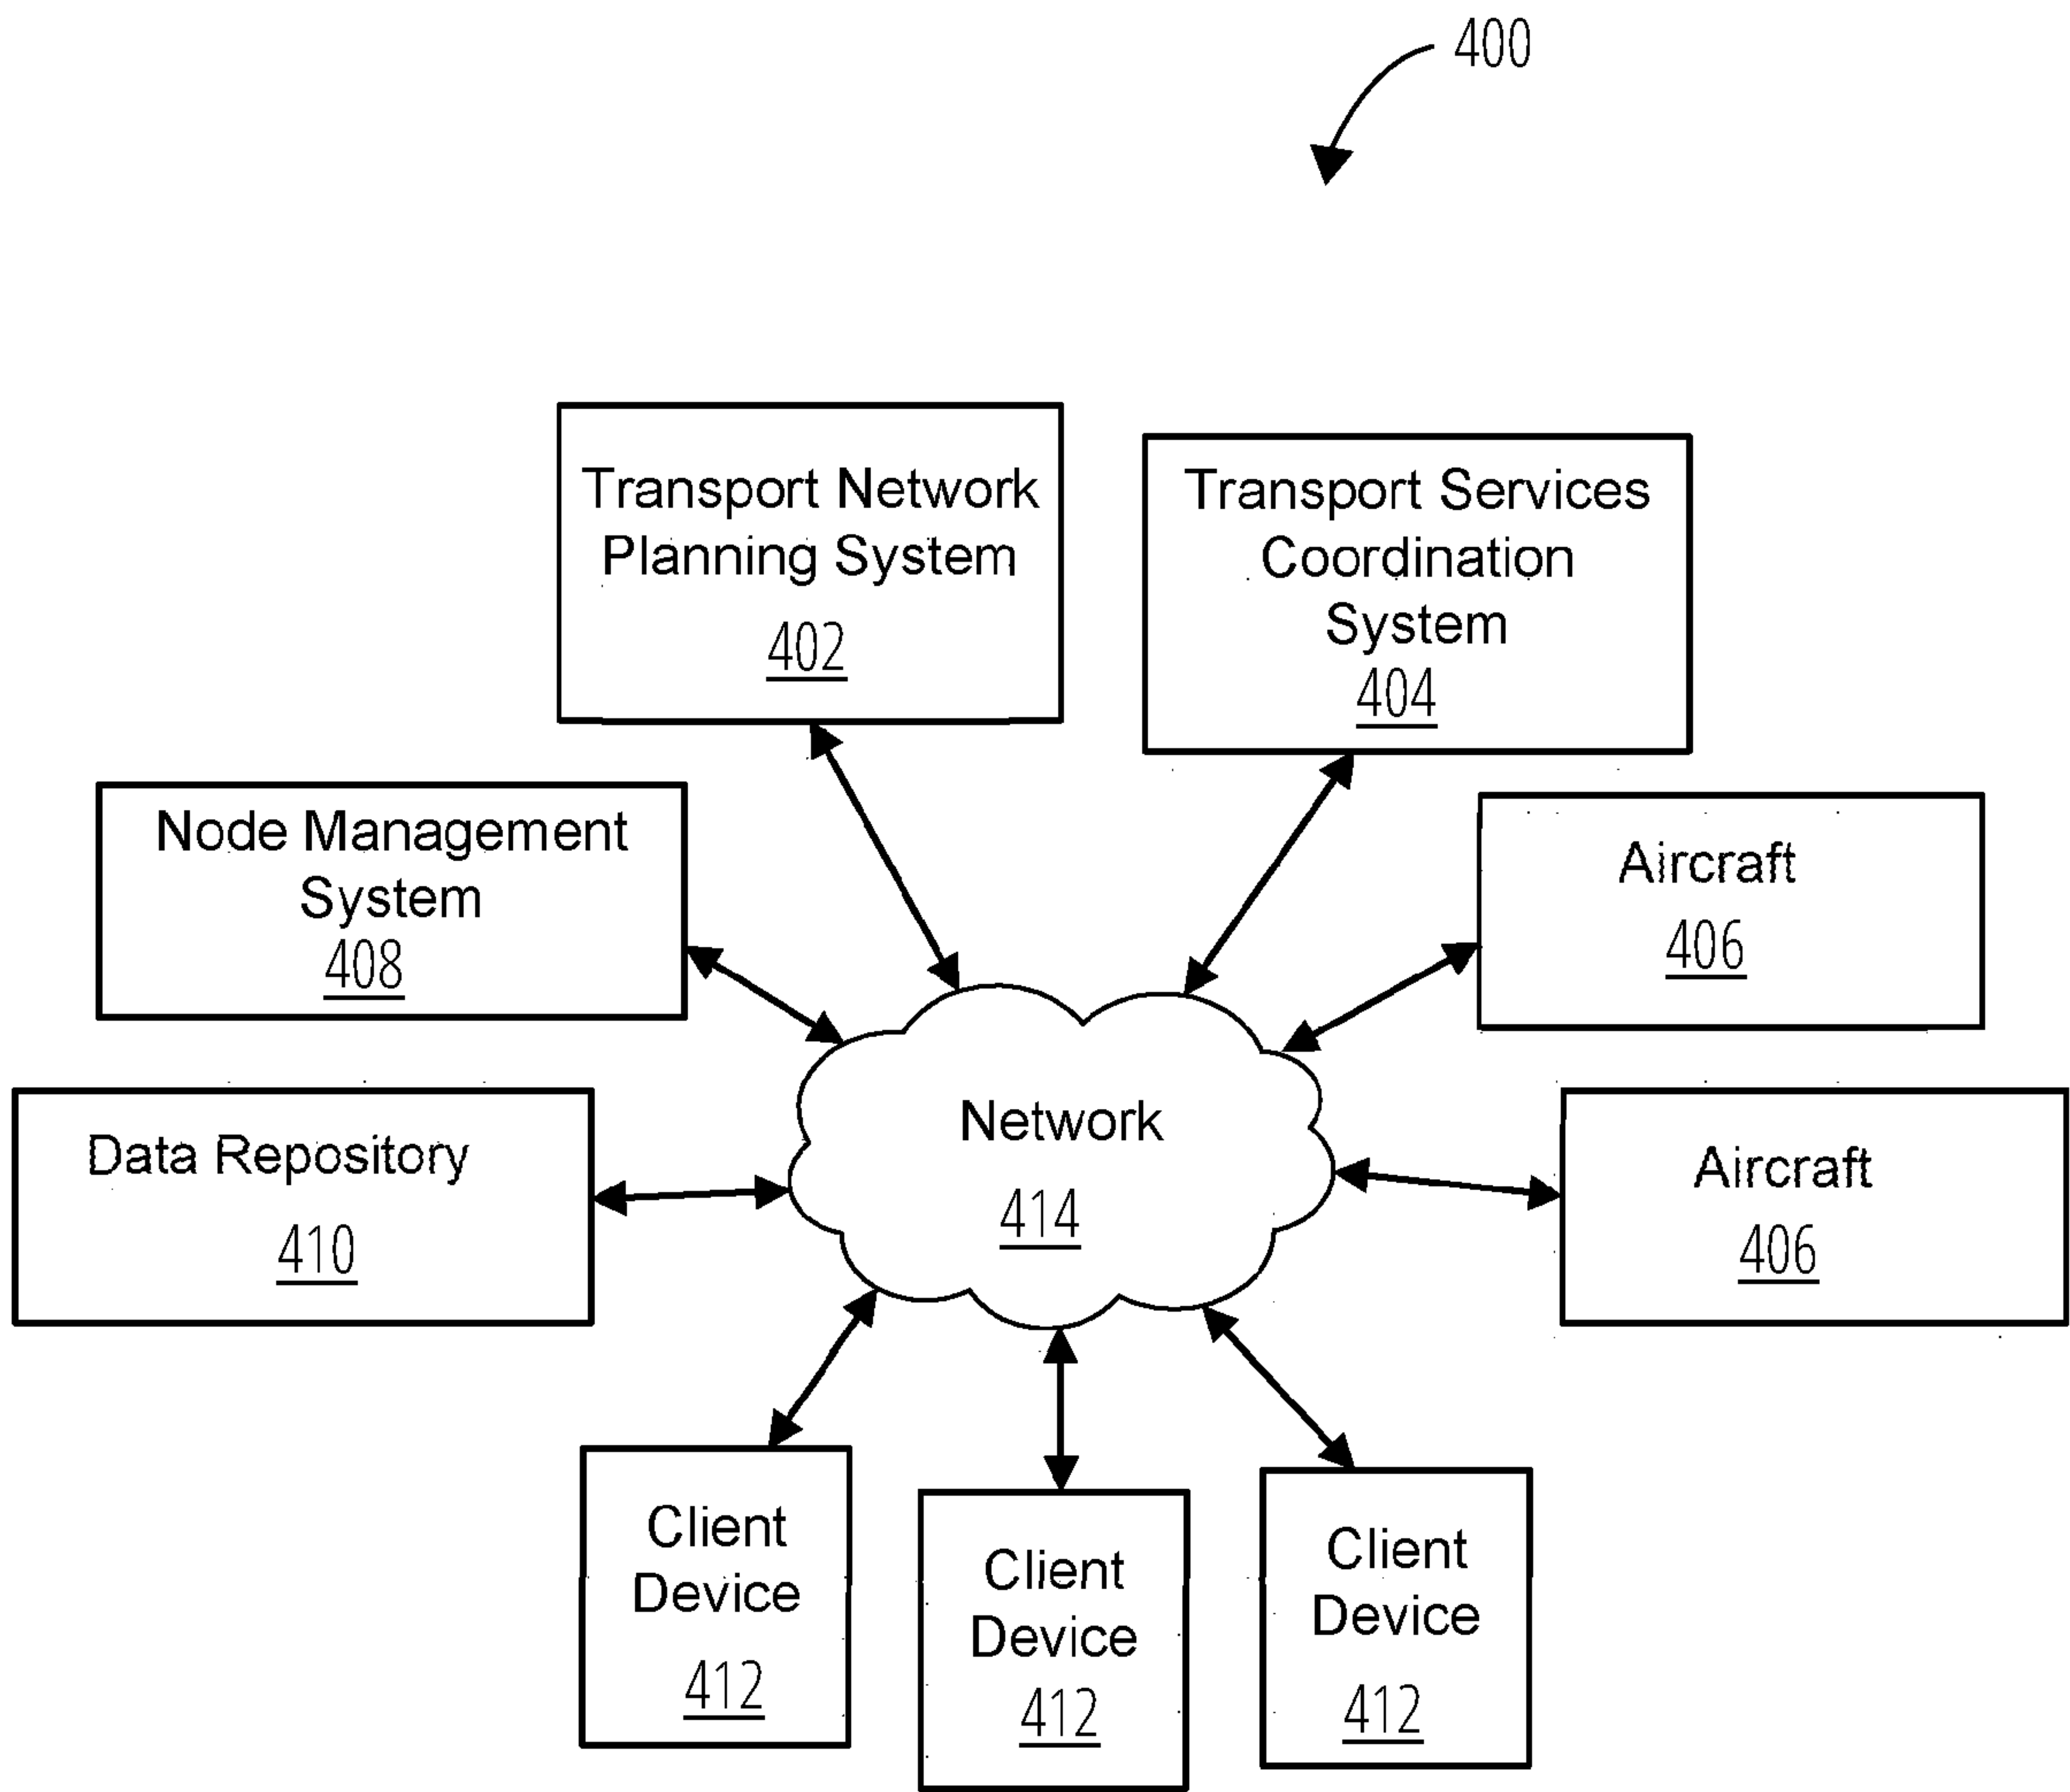 400
Transport Network
Planning System
402
Transport Services
Coordination
System
404
Node Management
System
408
Aircraft
406
Data Repository
410
Network
414
Aircraft
406
Client
Device
412
Client
Device
412
Client
Device
412